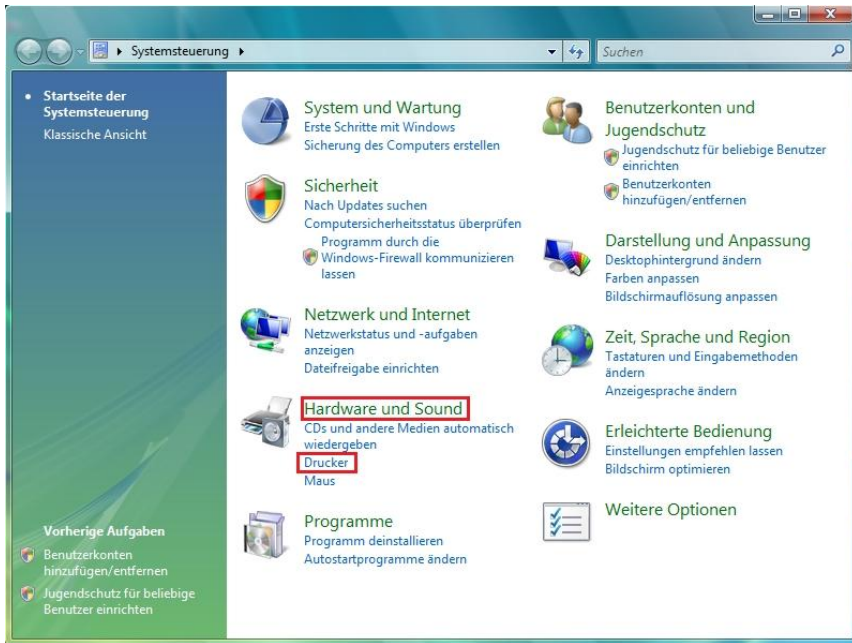 Systemsteuerung
Suchen
Startseite der
Systemsteuerung
Klassische Ansicht
Vorherige Aufgaben
Benutzerkonten
hinzufügen/entfernen
Jugendschutz für beliebige
Benutzer einrichten
System und Wartung
Erste Schritte mit Windows
Sicherung des Computers erstellen
Sicherheit
Nach Updates suchen
Computersicherheitsstatus überprüfen
Programm durch die
Windows-Firewall kommunizieren
lassen
Netzwerk und Internet
Netzwerkstatus und -aufgaben
anzeigen
Dateifreigabe einrichten
Hardware und Sound
CDs und andere Medien automatisch
wiedergeben
Drucker
Maus
Programme
Programm deinstallieren
Autostartprogramme ändern
Benutzerkonten und
Jugendschutz
Jugendschutz für beliebige Benutzer
einrichten
Benutzerkonten
hinzufügen/entfernen
Darstellung und Anpassung
Desktophintergrund ändern
Farben anpassen
Bildschirmauflösung anpassen
Zeit, Sprache und Region
Tastaturen und Eingabemethoden
ändern
Anzeigesprache ändern
Erleichterte Bedienung
Einstellungen empfehlen lassen
Bildschirm optimieren
Weitere Optionen